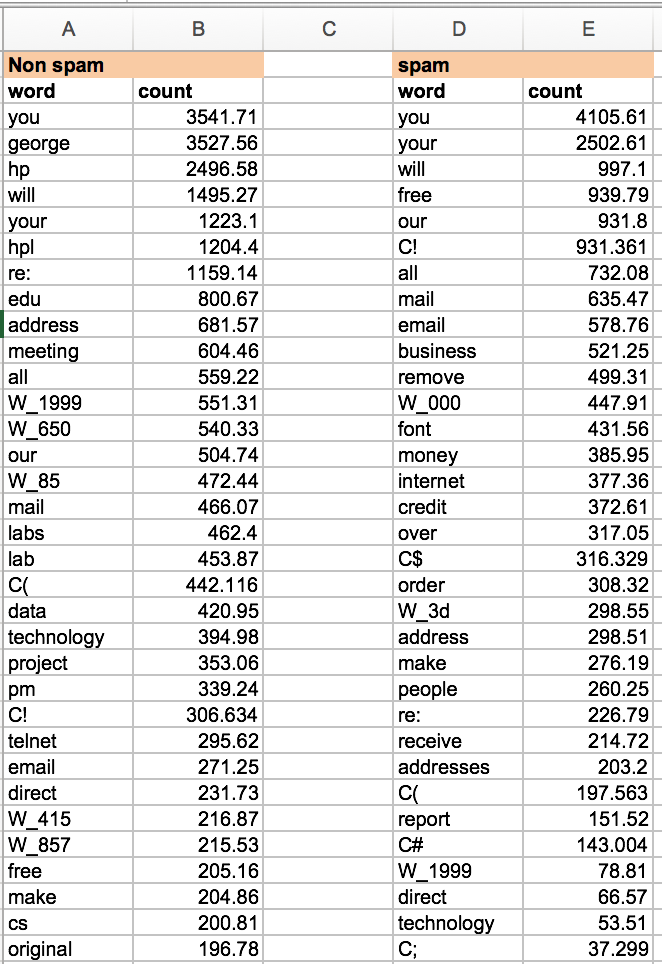 A B C D E
Non spam spam
word count word count
you 3541.71 you 4105.61
george 3527.56 your 2502.61
hp 2496.58 will 997.1
will 1495.27 free 939.79
your 1223.1 our 931.8
hpl 1204.4 C! 931.361
re: 1159.14 all 732.08
edu 800.67 mail 635.47
address 681.57 email 578.76
meeting 604.46 business 521.25
all 559.22 remove 499.31
W_1999 551.31 W_000 447.91
W_650 540.33 font 431.56
our 504.74 money 385.95
W_85 472.44 internet 377.36
mail 466.07 credit 372.61
labs 462.4 over 317.05
lab 453.87 C$ 316.329
C( 442.116 order 308.32
data 420.95 W_3d 298.55
technology 394.98 address 298.51
project 353.06 make 276.19
pm 339.24 people 260.25
C! 306.634 re: 226.79
telnet 295.62 receive 214.72
email 271.25 addresses 203.2
direct 231.73 C( 197.563
W_415 216.87 report 151.52
W_857 215.53 C# 143.004
free 205.16 W_1999 78.81
make 204.86 direct 66.57
cs 200.81 technology 53.51
original 196.78 C; 37.299